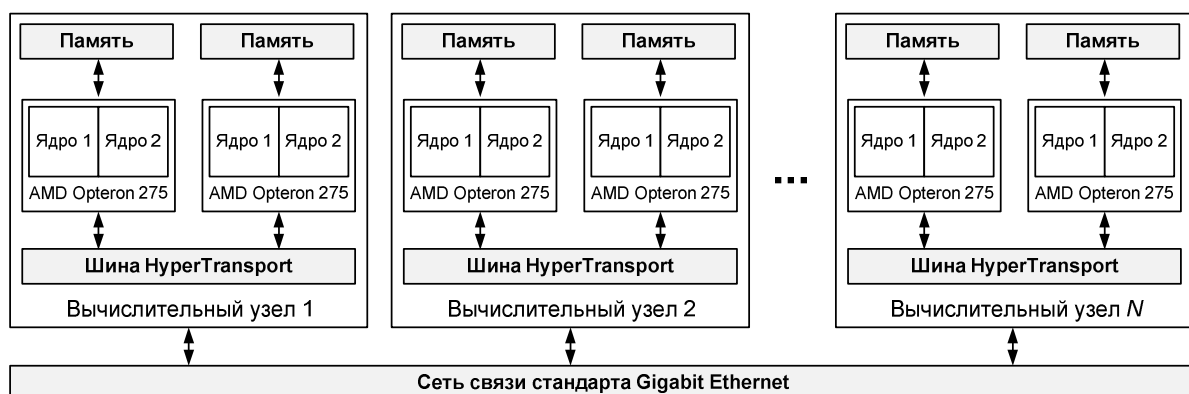 Память Память Память Память Память Память
Ядро 1 Ядро 2 Ядро 1 Ядро 2 Ядро 1 Ядро 2 Ядро 1 Ядро 2 Ядро 1 Ядро 2 Ядро 1 Ядро 2
AMD Opteron 275 AMD Opteron 275 AMD Opteron 275 AMD Opteron 275 AMD Opteron 275 AMD Opteron 275
...
Шина HyperTransport Шина HyperTransport Шина HyperTransport
Вычислительный узел 1 Вычислительный узел 2 Вычислительный узел N
Сеть связи стандарта Gigabit Ethernet